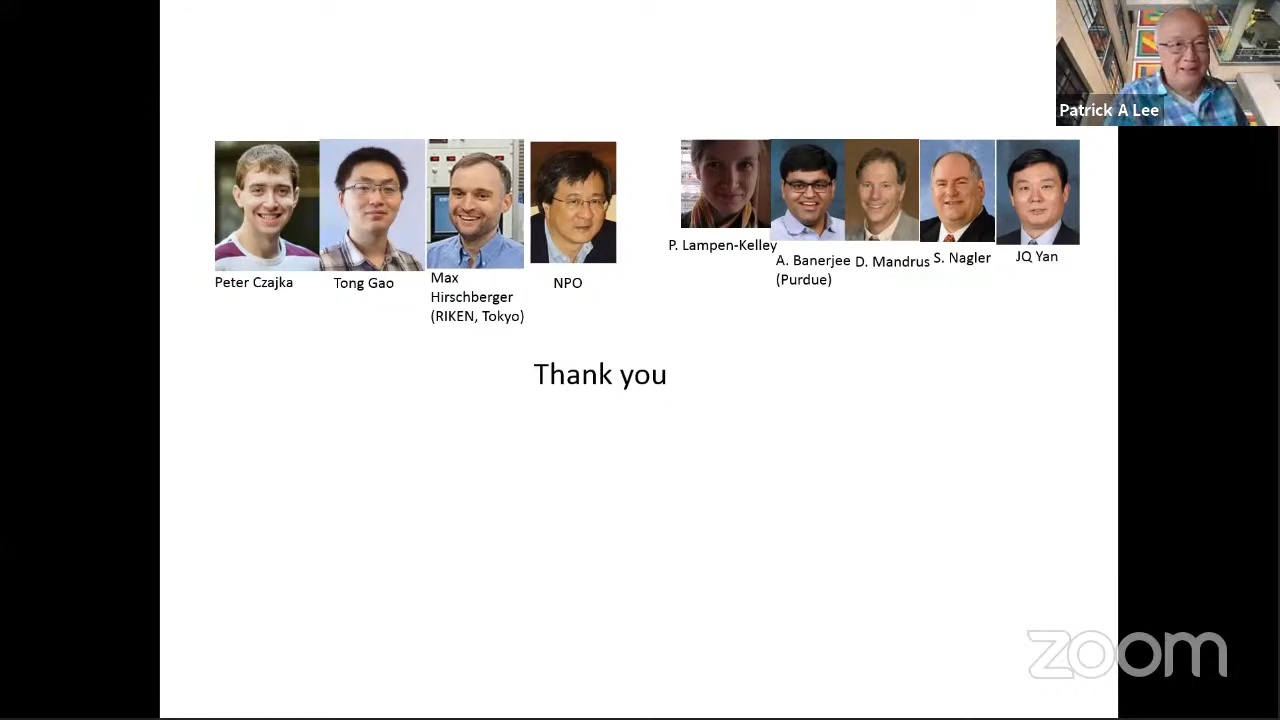 Patrick A Lee
Peter Czajka
Tong Gao
Max
Hirschberger
(RIKEN, Tokyo)
NPO
P. Lampen-Kelley
A. Banerjee
(Purdue)
D. Mandrus
S. Nagler
JQ Yan
Thank you
zoom